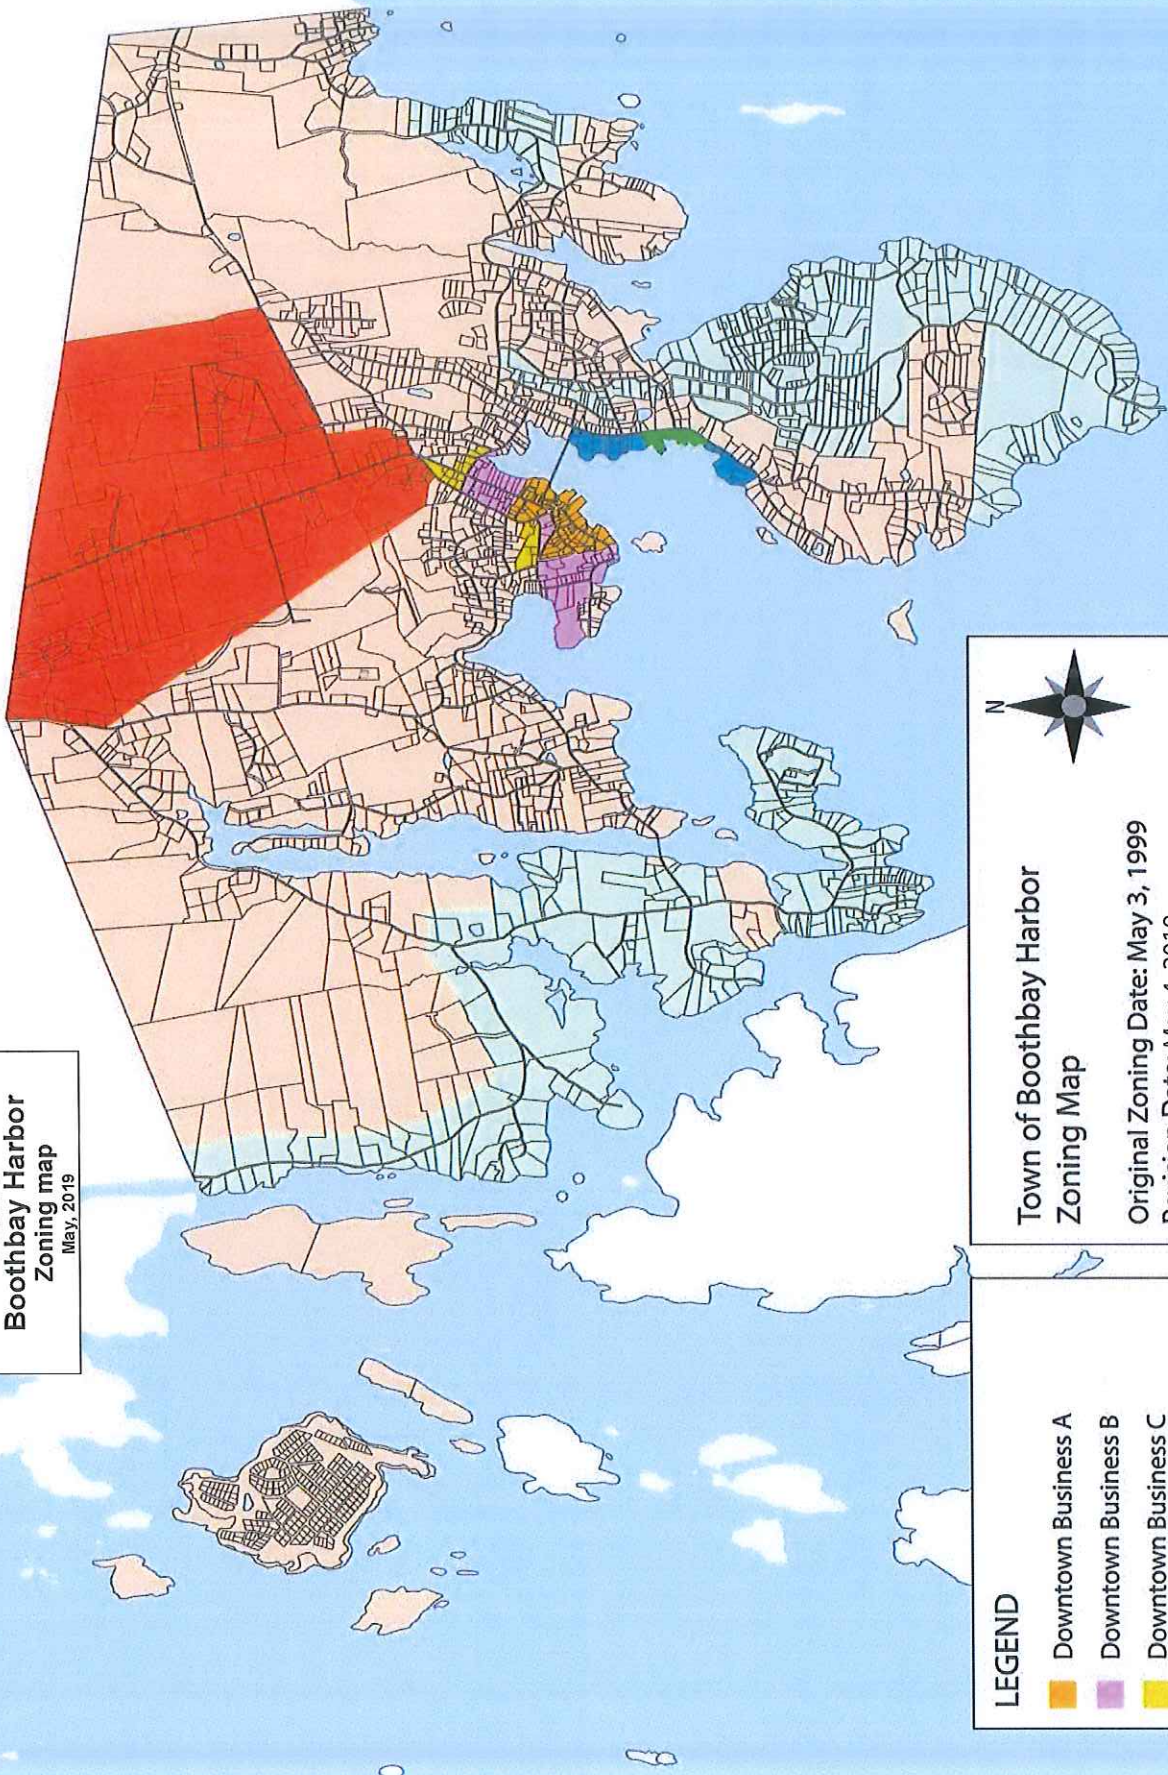 Boothbay Harbor
Zoning map
May, 2019
N
Town of Boothbay Harbor
Zoning Map
Original Zoning Date: May 3, 1999
LEGEND
Downtown Business A
Downtown Business B
Downtown Business C